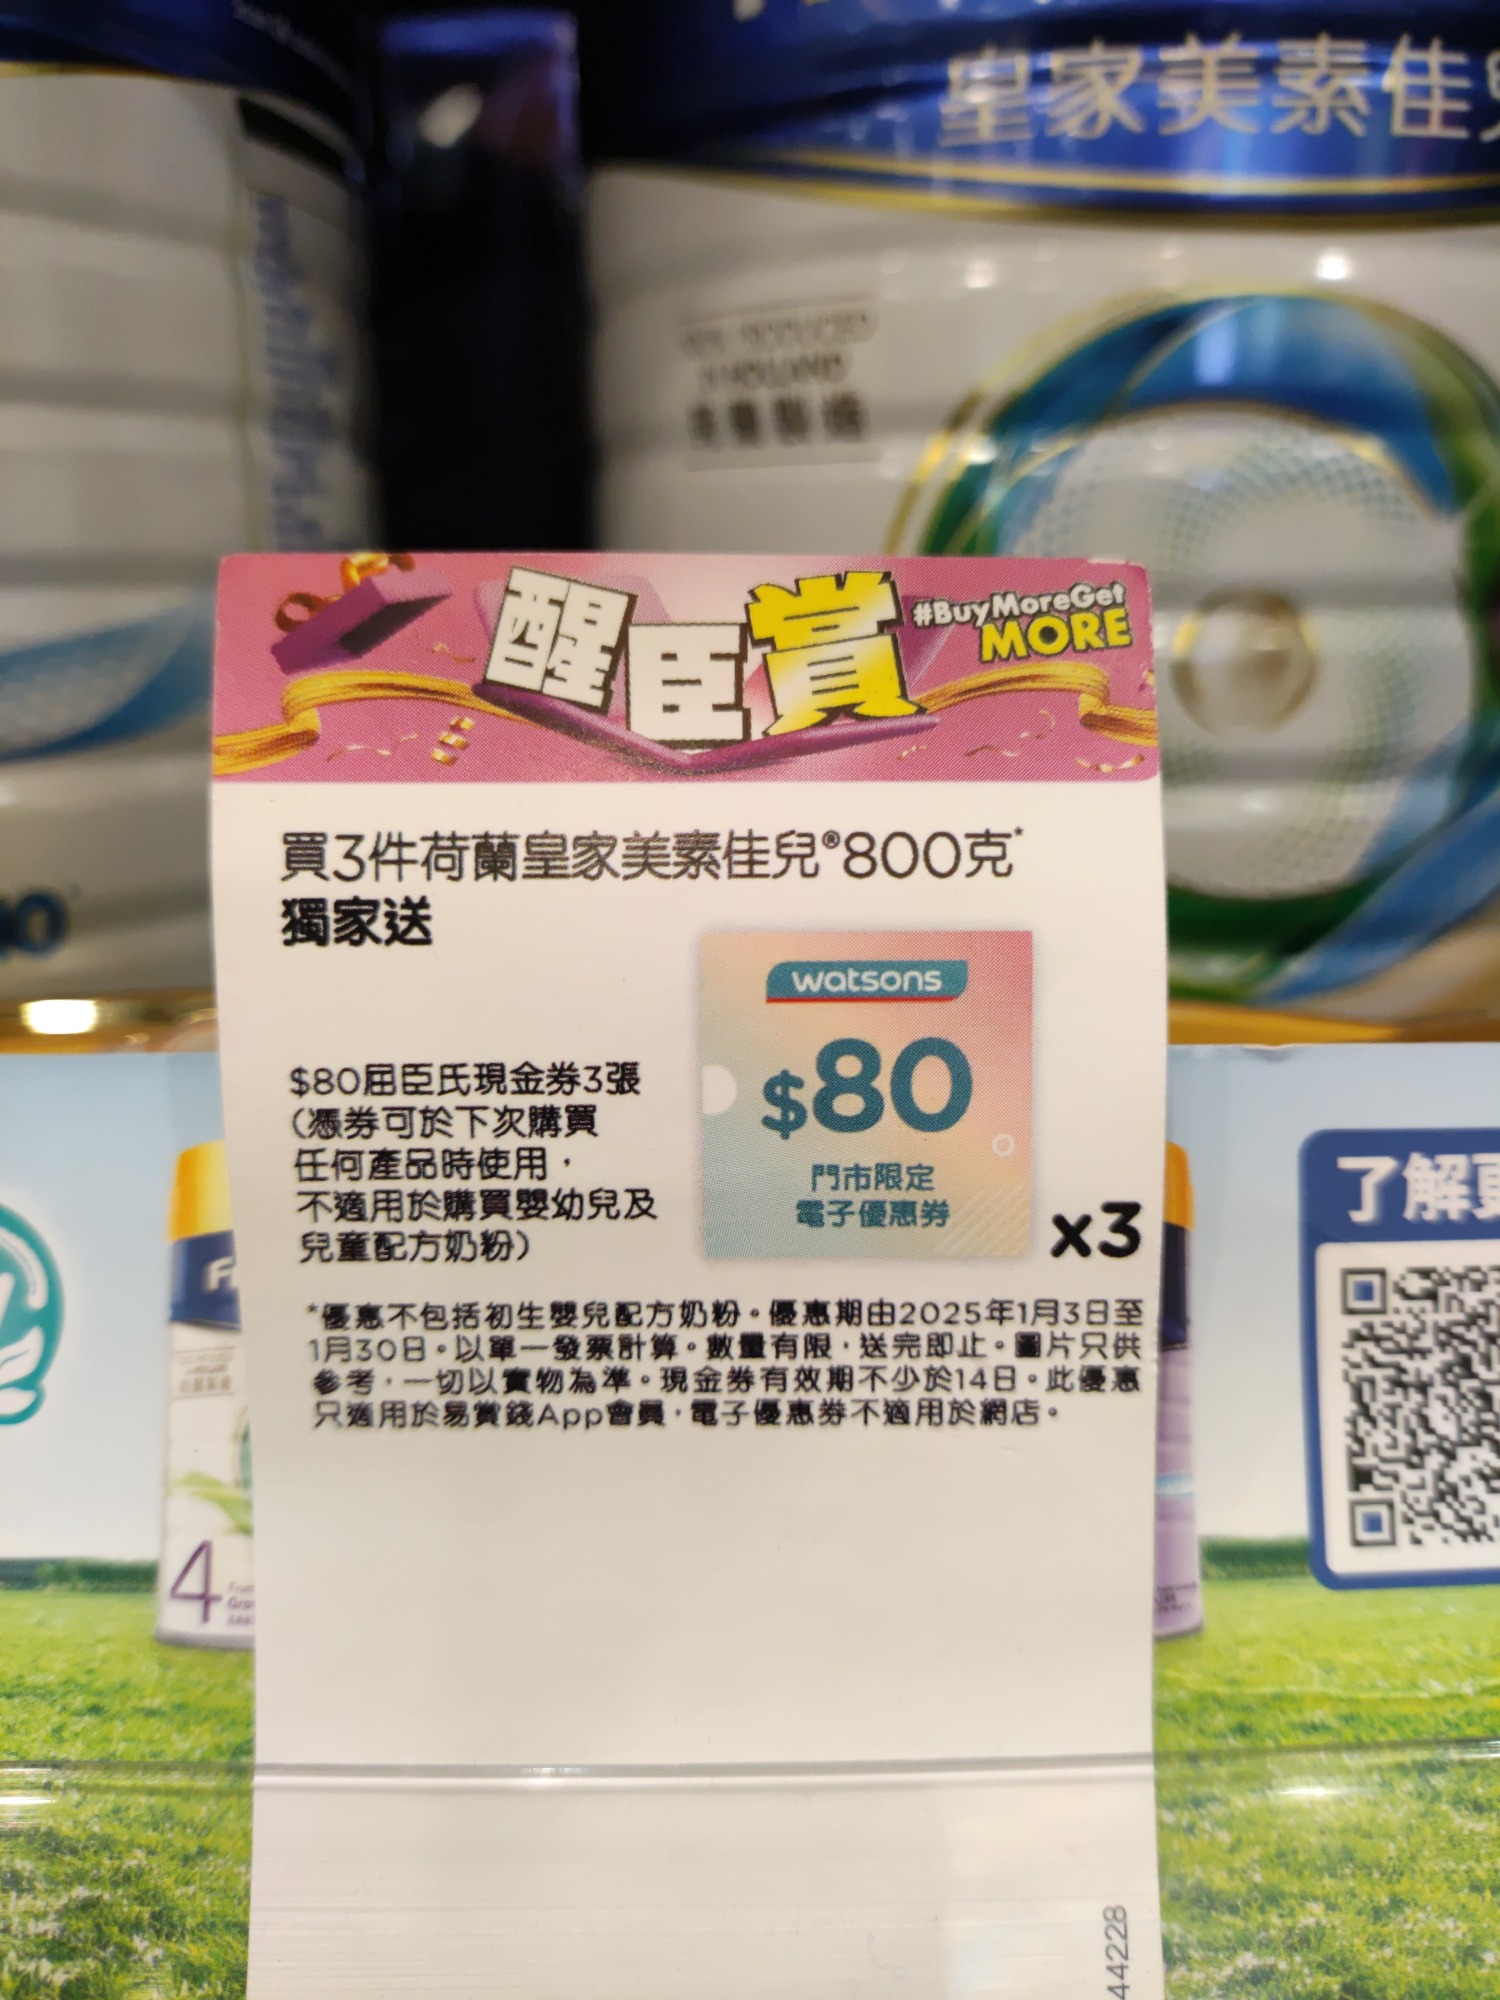 皇家美素佳
醒臣賞
#BuyMoreGet
MORE
買3件荷蘭皇家美素佳兒®800克*
獨家送
watsons
$80
門市限定
電子優惠券
x3
$80屈臣氏現金券3張
(憑券可於下次購買
任何產品時使用，
不適用於購買嬰幼兒及
兒童配方奶粉)
*優惠不包括初生嬰兒配方奶粉。優惠期由2025年1月3日至
1月30日。以單一發票計算。數量有限，送完即止。圖片只供
參考，一切以實物為準。現金券有效期不少於14日。此優惠
只適用於易賞錢App會員，電子優惠券不適用於網店。
了解
4
44228